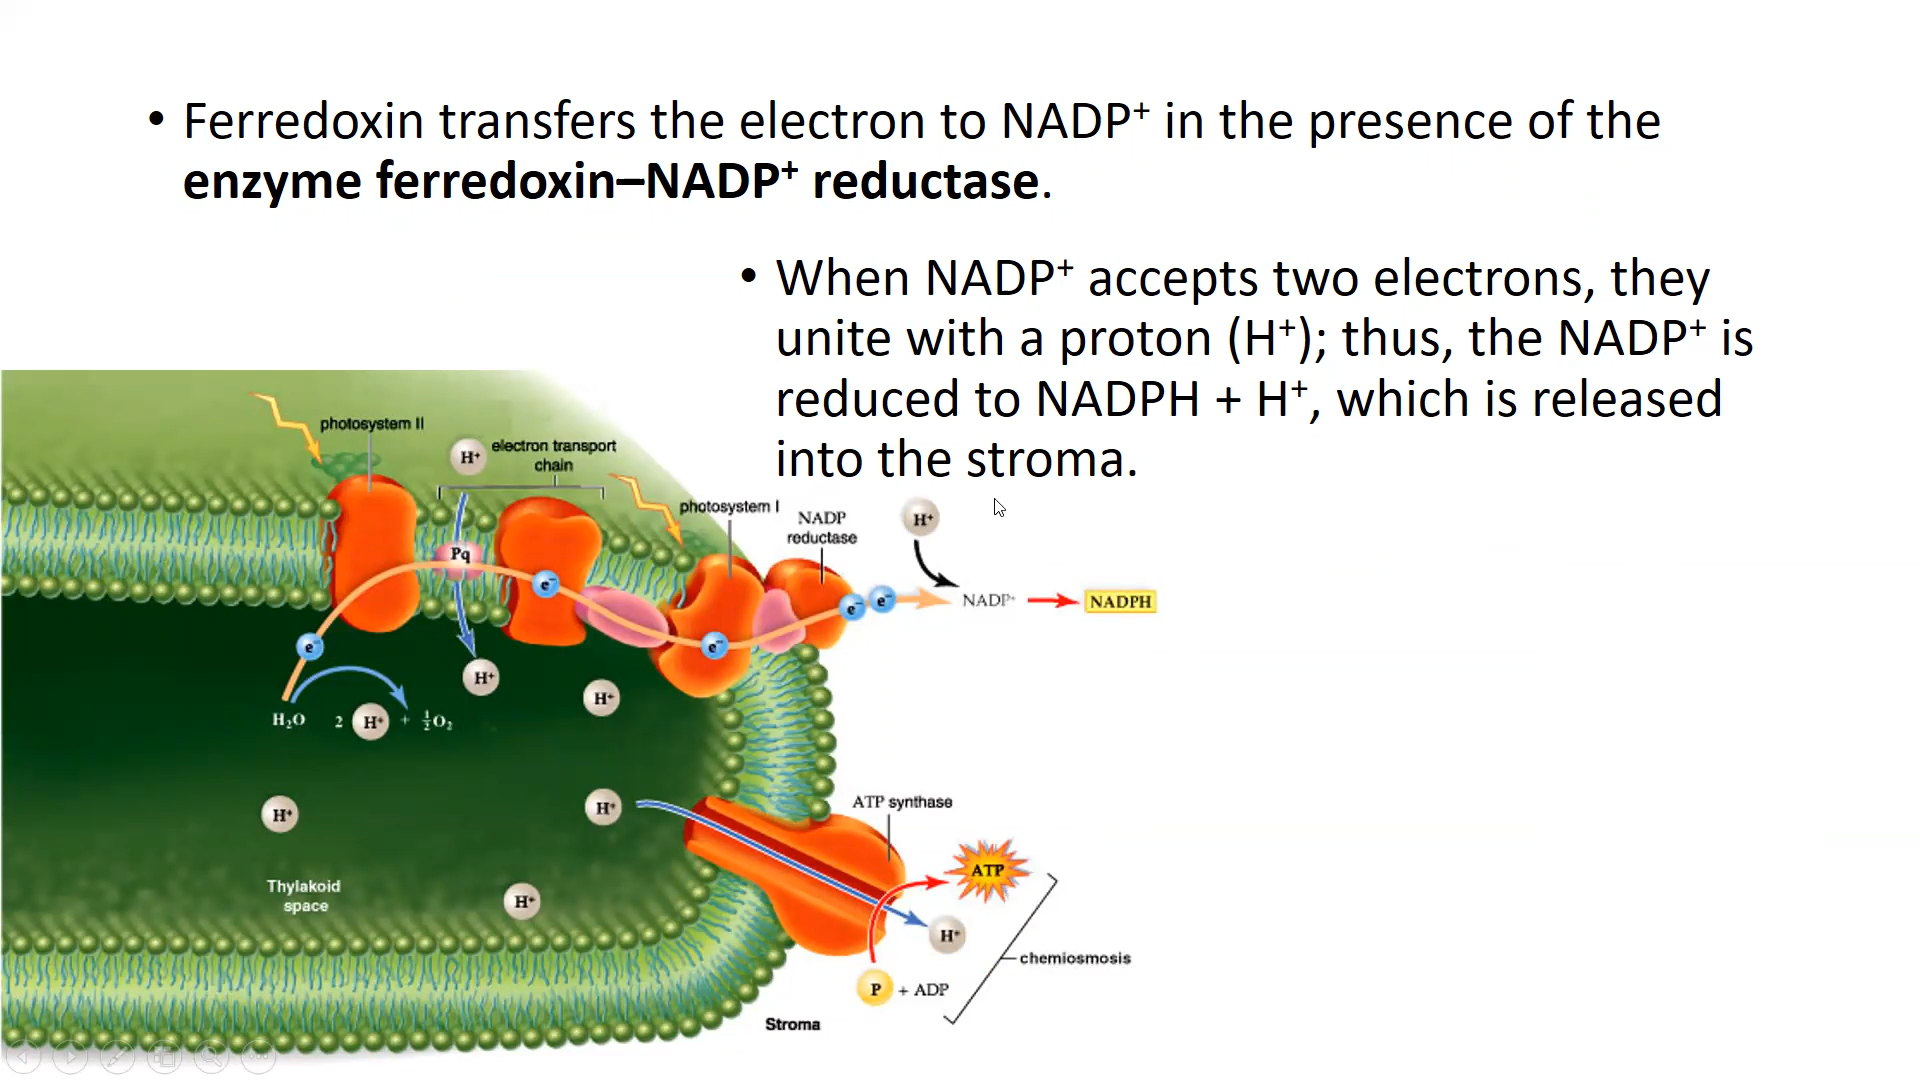 • Ferredoxin transfers the electron to NADP⁺ in the presence of the
enzyme ferredoxin–NADP⁺ reductase.
• When NADP⁺ accepts two electrons, they
unite with a proton (H⁺); thus, the NADP⁺ is
reduced to NADPH + H⁺, which is released
into the stroma.
photosystem II
H⁺
electron transport
chain
photosystem I
NADP
reductase
H⁺
Pq
e⁻
e⁻ e⁻
NADP⁺
NADPH
e⁻
e⁻
H⁺
H⁺
H₂O 2 H⁺ + ½O₂
H⁺
H⁺
ATP synthase
ATP
Thylakoid
space
H⁺
H⁺
chemiosmosis
P + ADP
Stroma